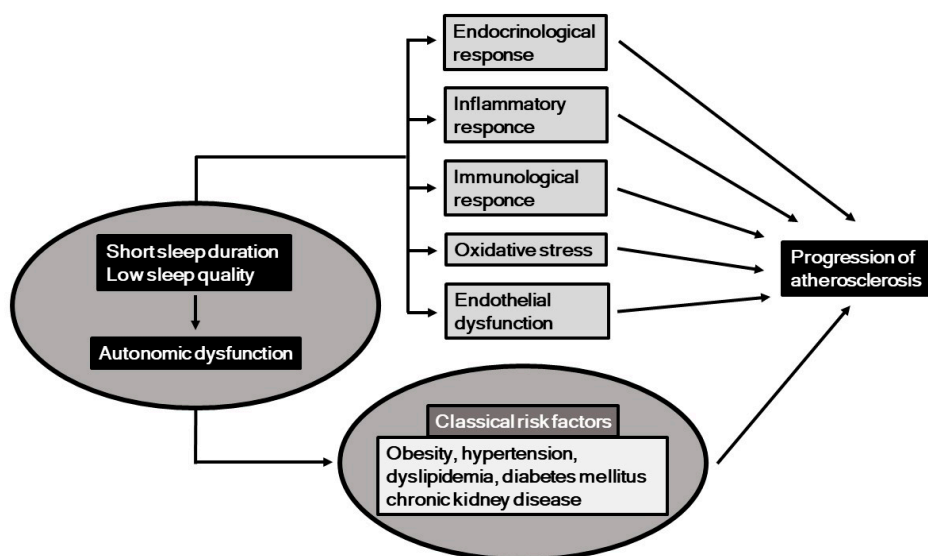 Endocrinological
response
Inflammatory
responce
Immunological
responce
Oxidative stress
Endothelial
dysfunction
Short sleep duration
Low sleep quality
Autonomic dysfunction
Progression of
atherosclerosis
Classical risk factors
Obesity, hypertension,
dyslipidemia, diabetes mellitus
chronic kidney disease